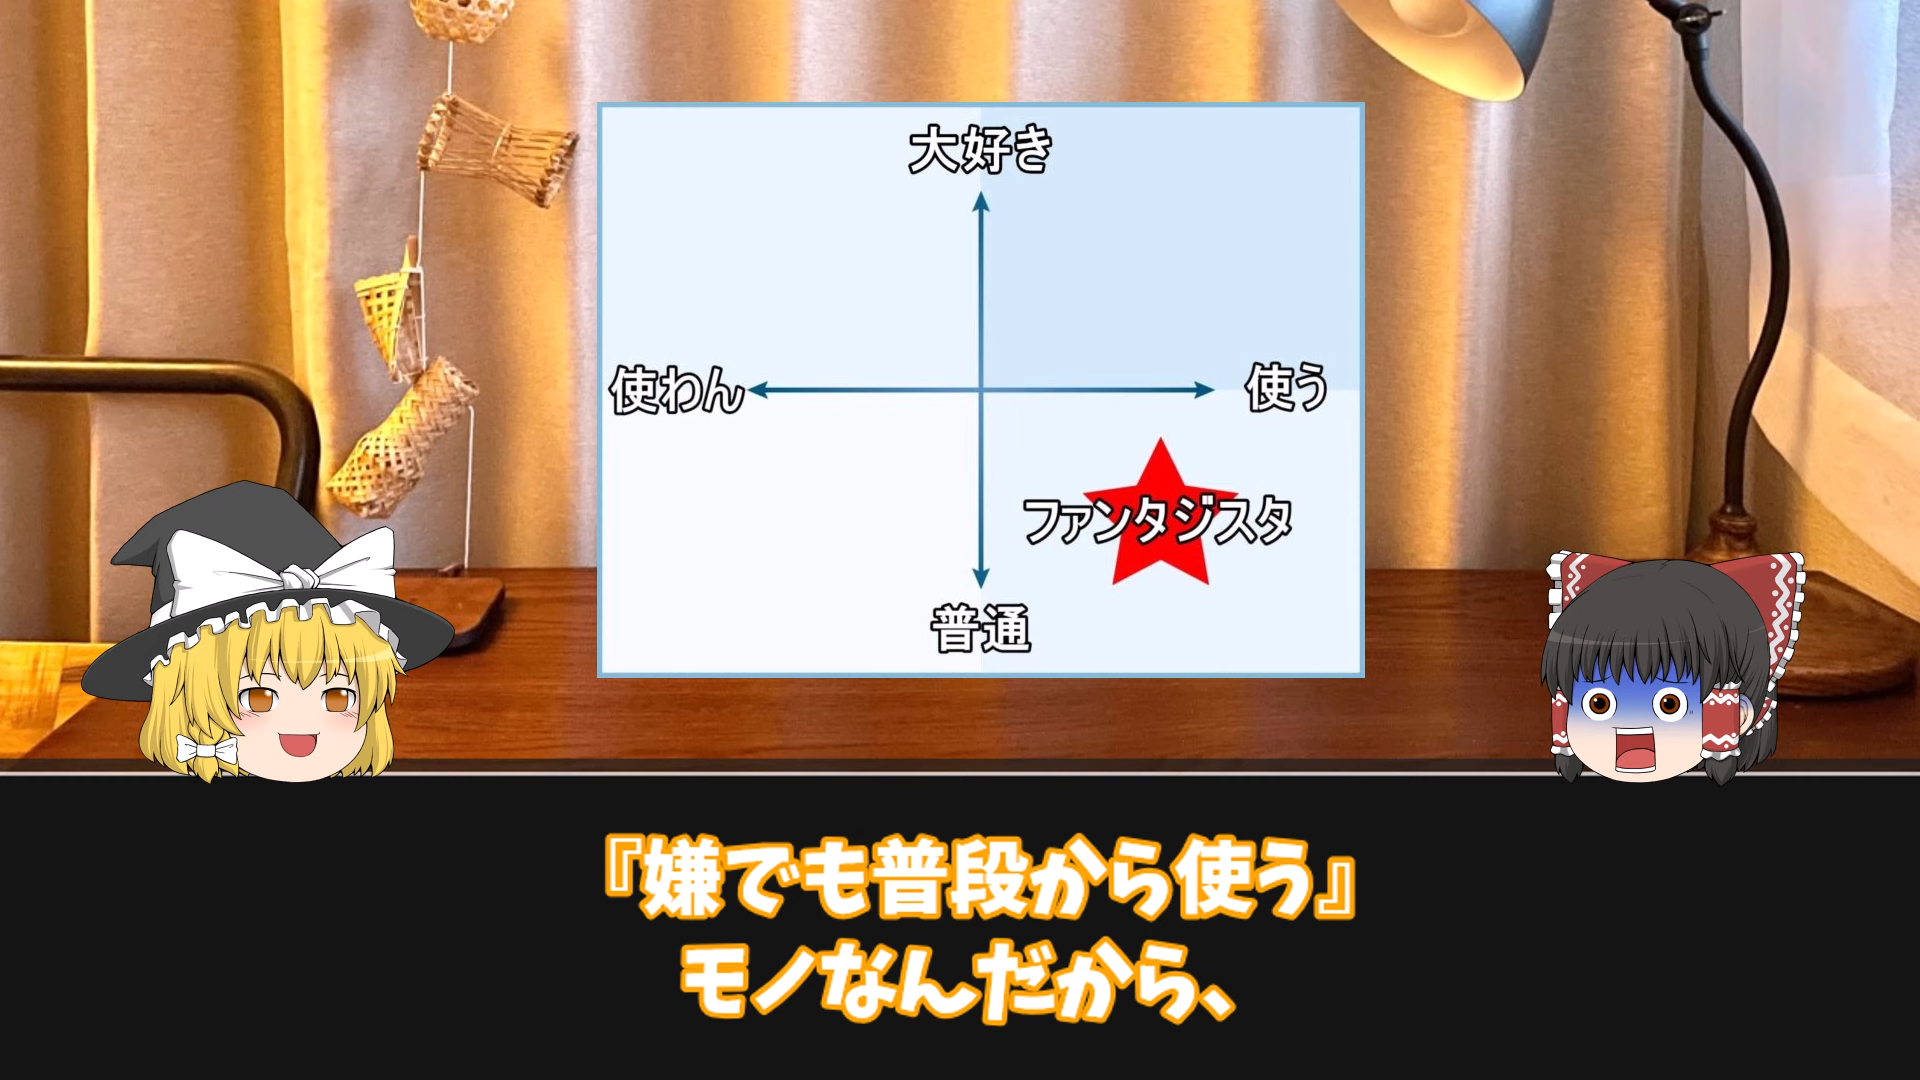 大好き
使わん
使う
ファンタジスタ
普通
『嫌でも普段から使う』
モノなんだから、